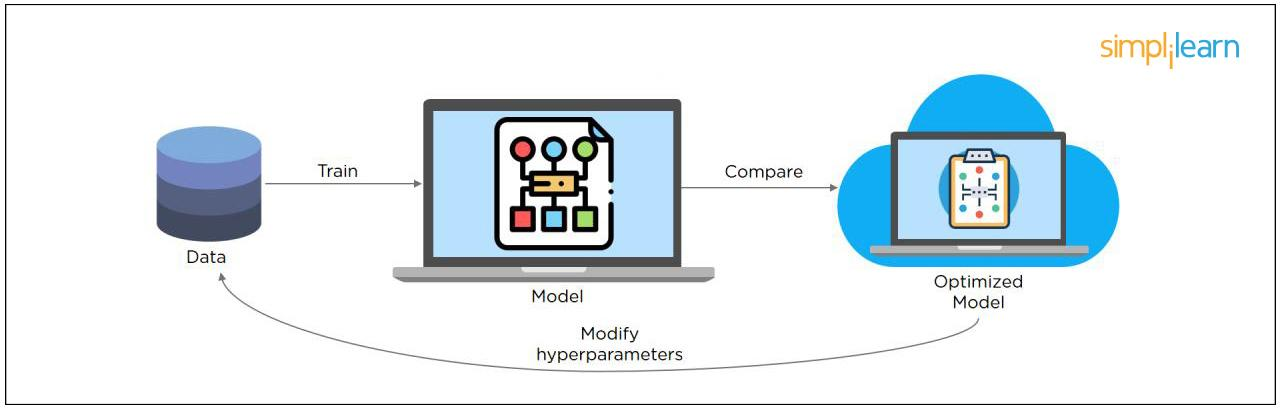 simplilearn
Train
Compare
Data
Model
Optimized
Model
Modify
hyperparameters